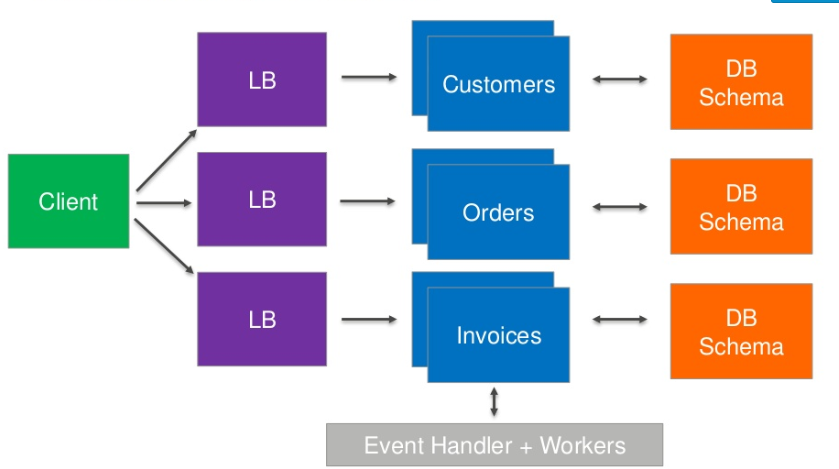 LB
Customers
DB
Schema
Client
LB
Orders
DB
Schema
LB
Invoices
DB
Schema
Event Handler + Workers